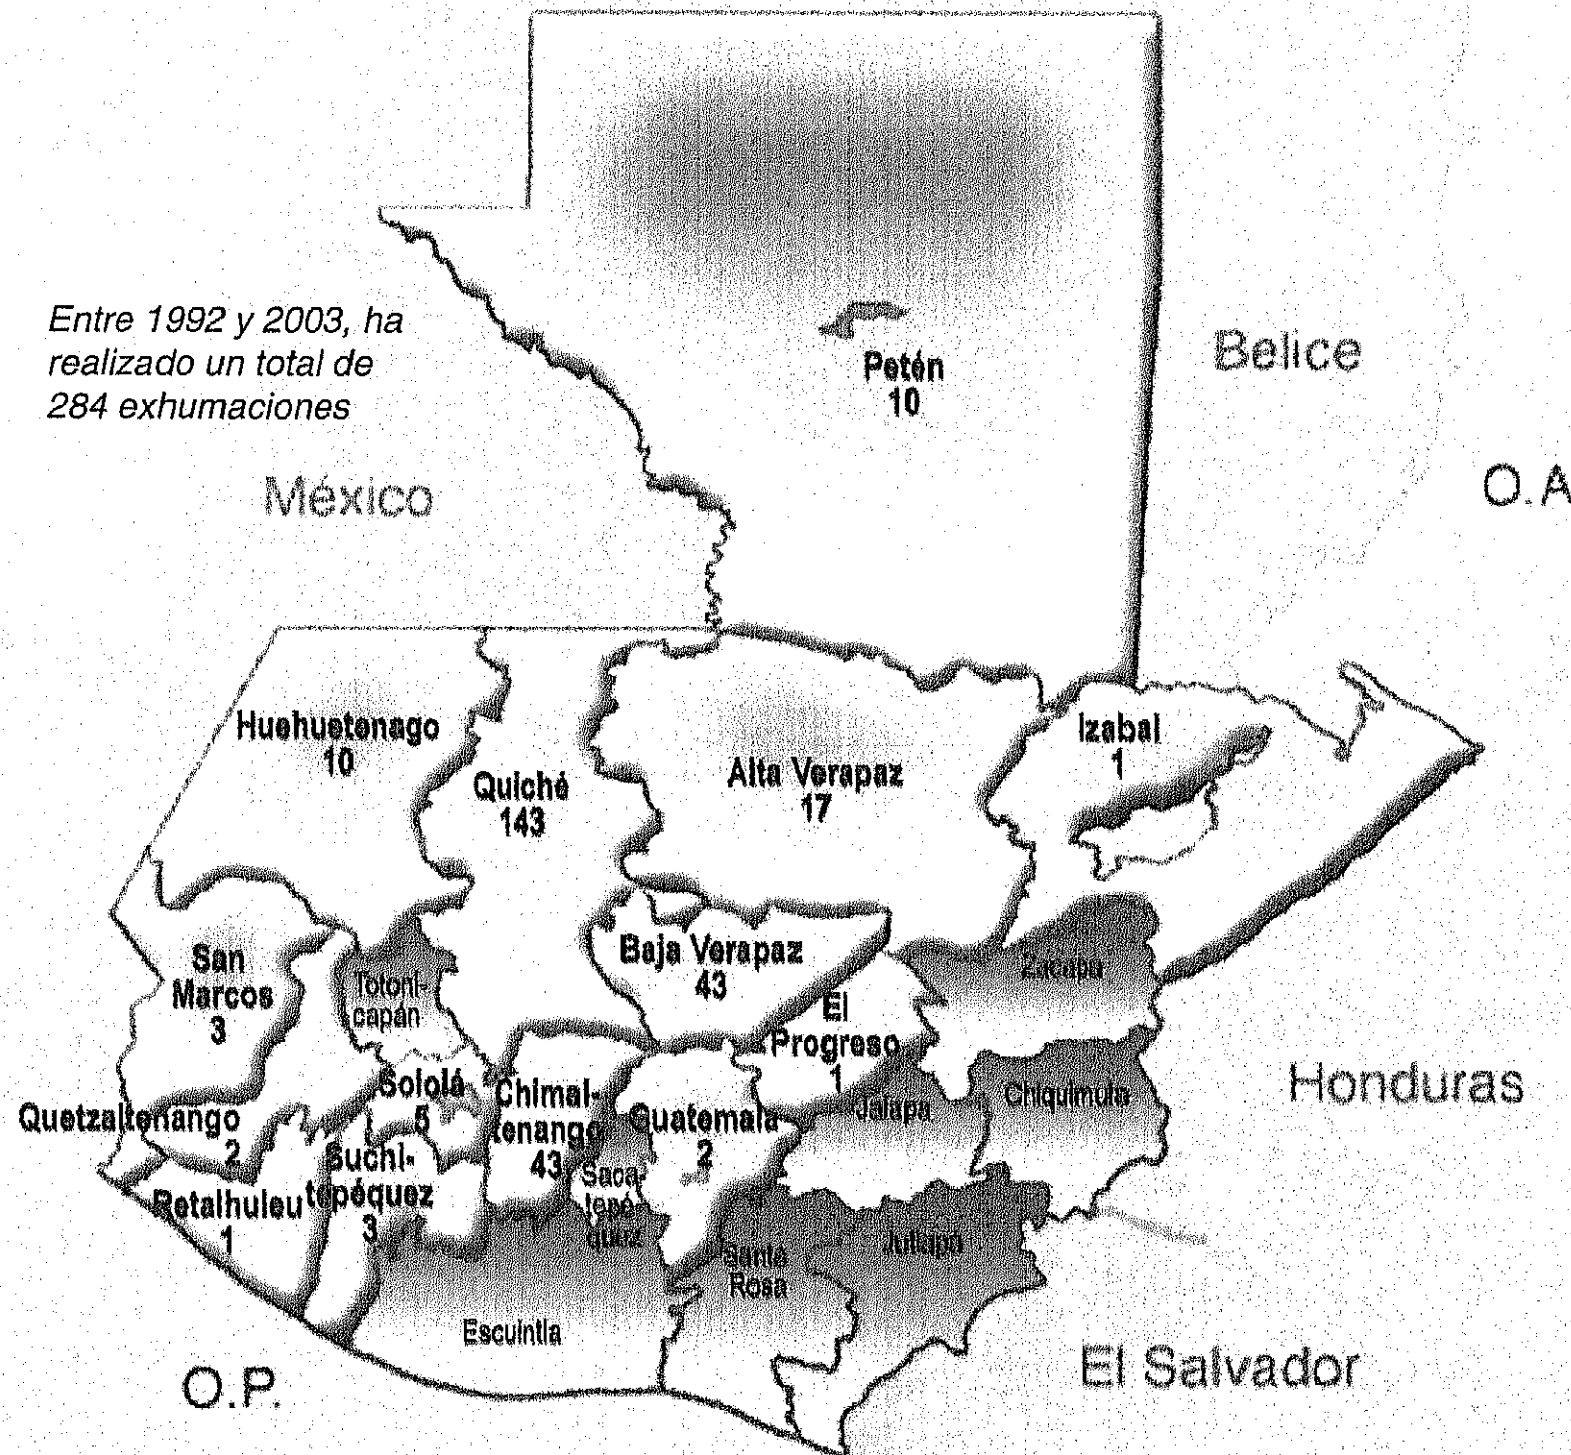 Entre 1992 y 2003, ha
realizado un total de
284 exhumaciones
Petén
10
Belice
México
O.A
Huehuetenago
10
Quiché
143
Alta Verapaz
17
Izabal
1
San
Marcos
3
Totoni-
capán
Baja Verapaz
43
Zacapa
El
Progreso
1
Sololá
5
Chimal-
tenango
43
Guatemala
2
Jalapa
Chiquimula
Honduras
Quetzaltenango
2
Suchi-
tepéquez
3
Retalhuleu
1
Saca-
tepé-
quez
Santa
Rosa
Jutiapa
Escuintla
O.P.
El Salvador